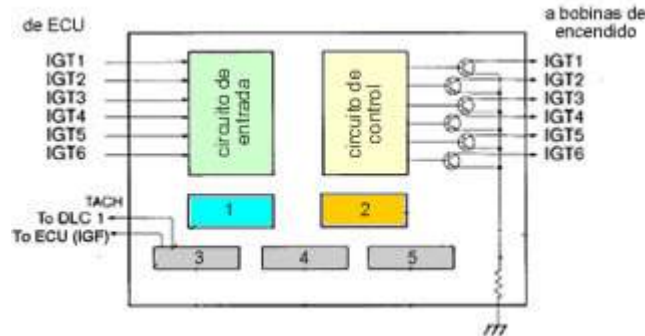 de ECU
a bobinas de
encendido
IGT1
IGT2
IGT3
IGT4
IGT5
IGT6
circuito de
entrada
circuito de
control
IGT1
IGT2
IGT3
IGT4
IGT5
IGT6
TACH
To DLC 1
To ECU (IGF)
1
2
3
4
5